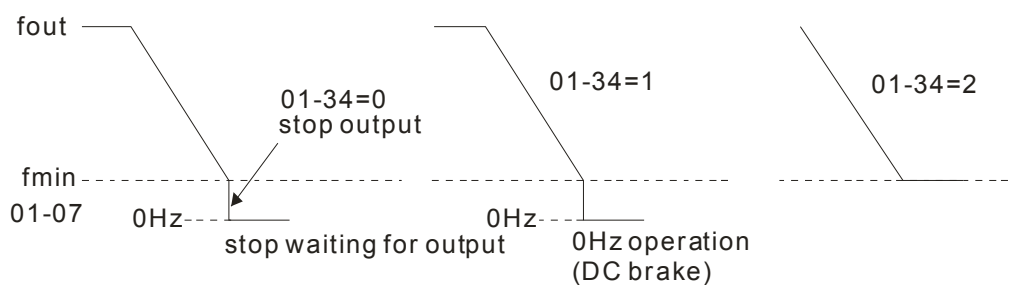 fout
01-34=0
stop output
fmin
01-07
0Hz
stop waiting for output
01-34=1
0Hz
0Hz operation
(DC brake)
01-34=2